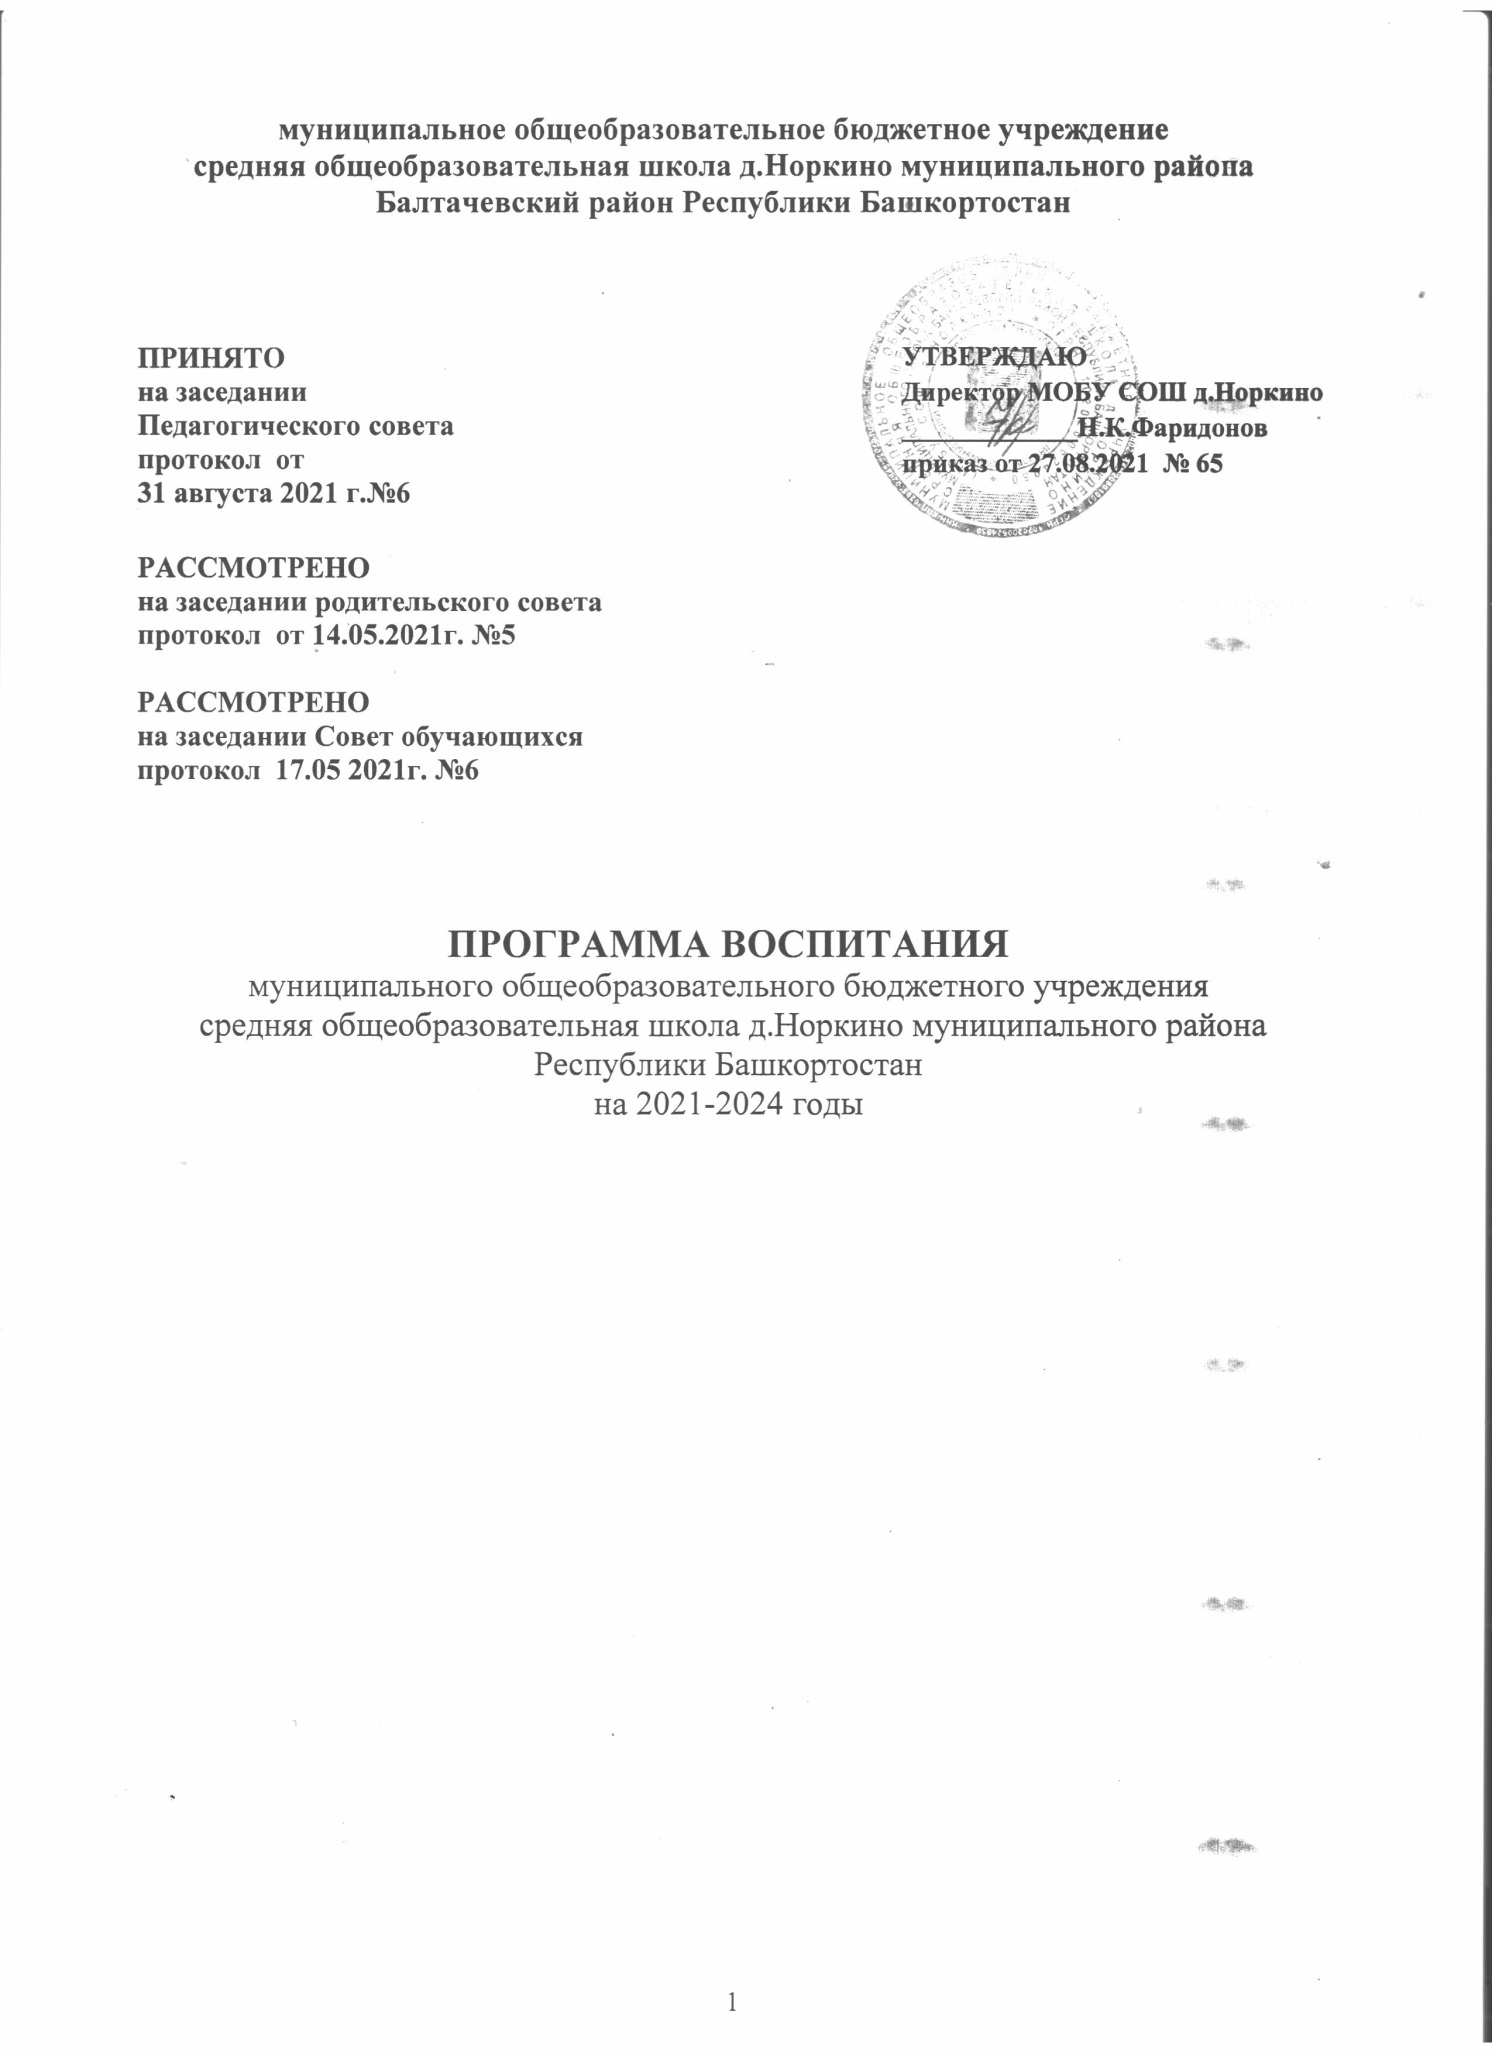 муниципальное общеобразовательное бюджетное учреждение
средняя общеобразовательная школа д.Норкино муниципального района
Балтачевский район Республики Башкортостан
ПРИНЯТО
на заседании
Педагогического совета
протокол от
31 августа 2021 г.№6
УТВЕРЖДАЮ
Директор МОБУ СОШ д.Норкино
_____________Н.К.Фаридонов
приказ от 27.08.2021 № 65
РАССМОТРЕНО
на заседании родительского совета
протокол от 14.05.2021г. №5
РАССМОТРЕНО
на заседании Совет обучающихся
протокол 17.05 2021г. №6
ПРОГРАММА ВОСПИТАНИЯ
муниципального общеобразовательного бюджетного учреждения
средняя общеобразовательная школа д.Норкино муниципального района
Республики Башкортостан
на 2021-2024 годы
1